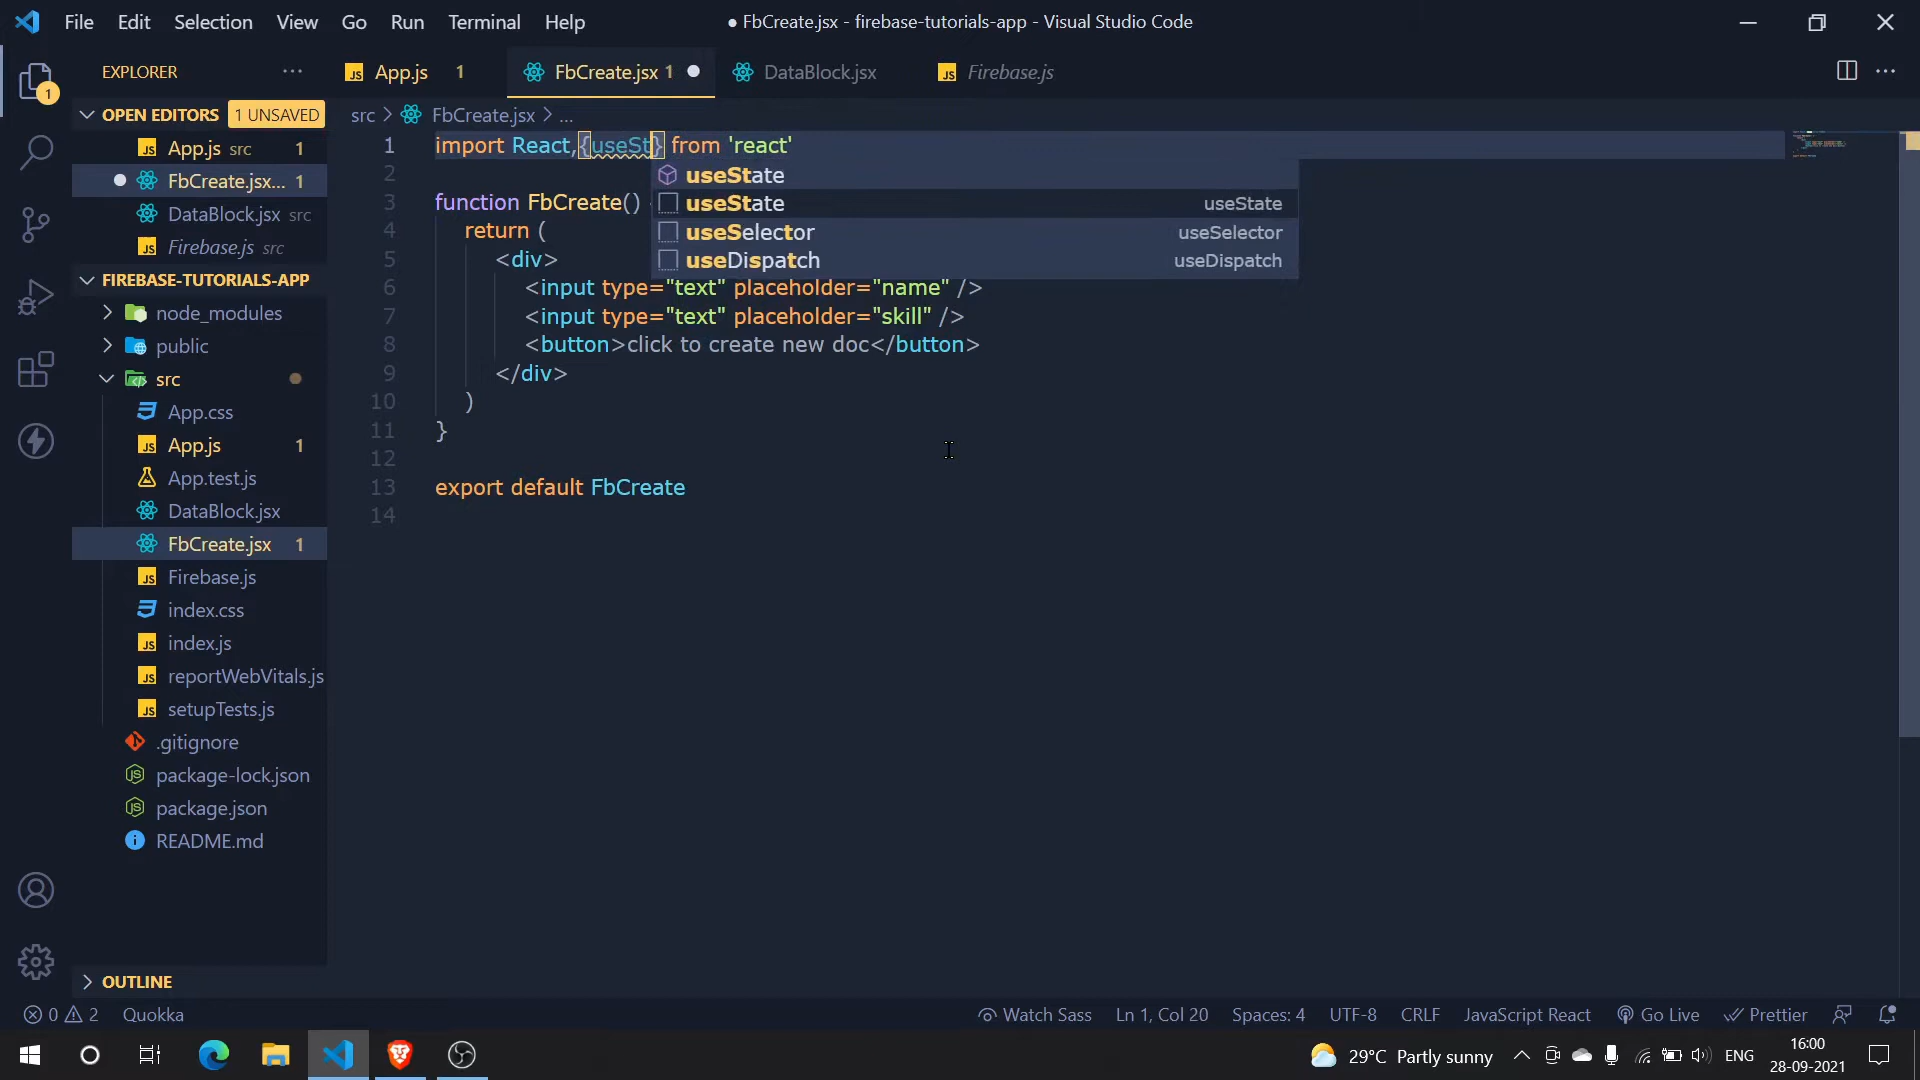 File Edit Selection View Go Run Terminal Help
● FbCreate.jsx - firebase-tutorials-app - Visual Studio Code
EXPLORER
App.js 1
FbCreate.jsx 1
DataBlock.jsx
Firebase.js
1
OPEN EDITORS 1 UNSAVED
App.js src 1
FbCreate.jsx... 1
DataBlock.jsx src
Firebase.js src
FIREBASE-TUTORIALS-APP
node_modules
public
src
App.css
App.js 1
App.test.js
DataBlock.jsx
FbCreate.jsx 1
Firebase.js
index.css
index.js
reportWebVitals.js
setupTests.js
.gitignore
package-lock.json
package.json
README.md
OUTLINE
src > FbCreate.jsx > ...
1 import React,{useSt} from 'react'
2
3 function FbCreate()
4 return (
5 <div>
6 <input type="text" placeholder="name" />
7 <input type="text" placeholder="skill" />
8 <button>click to create new doc</button>
9 </div>
10 )
11 }
12
13 export default FbCreate
14
useState
useState useState
useSelector useSelector
useDispatch useDispatch
0 2 Quokka
Watch Sass Ln 1, Col 20 Spaces: 4 UTF-8 CRLF JavaScript React Go Live Prettier
29°C Partly sunny ENG
16:00
28-09-2021